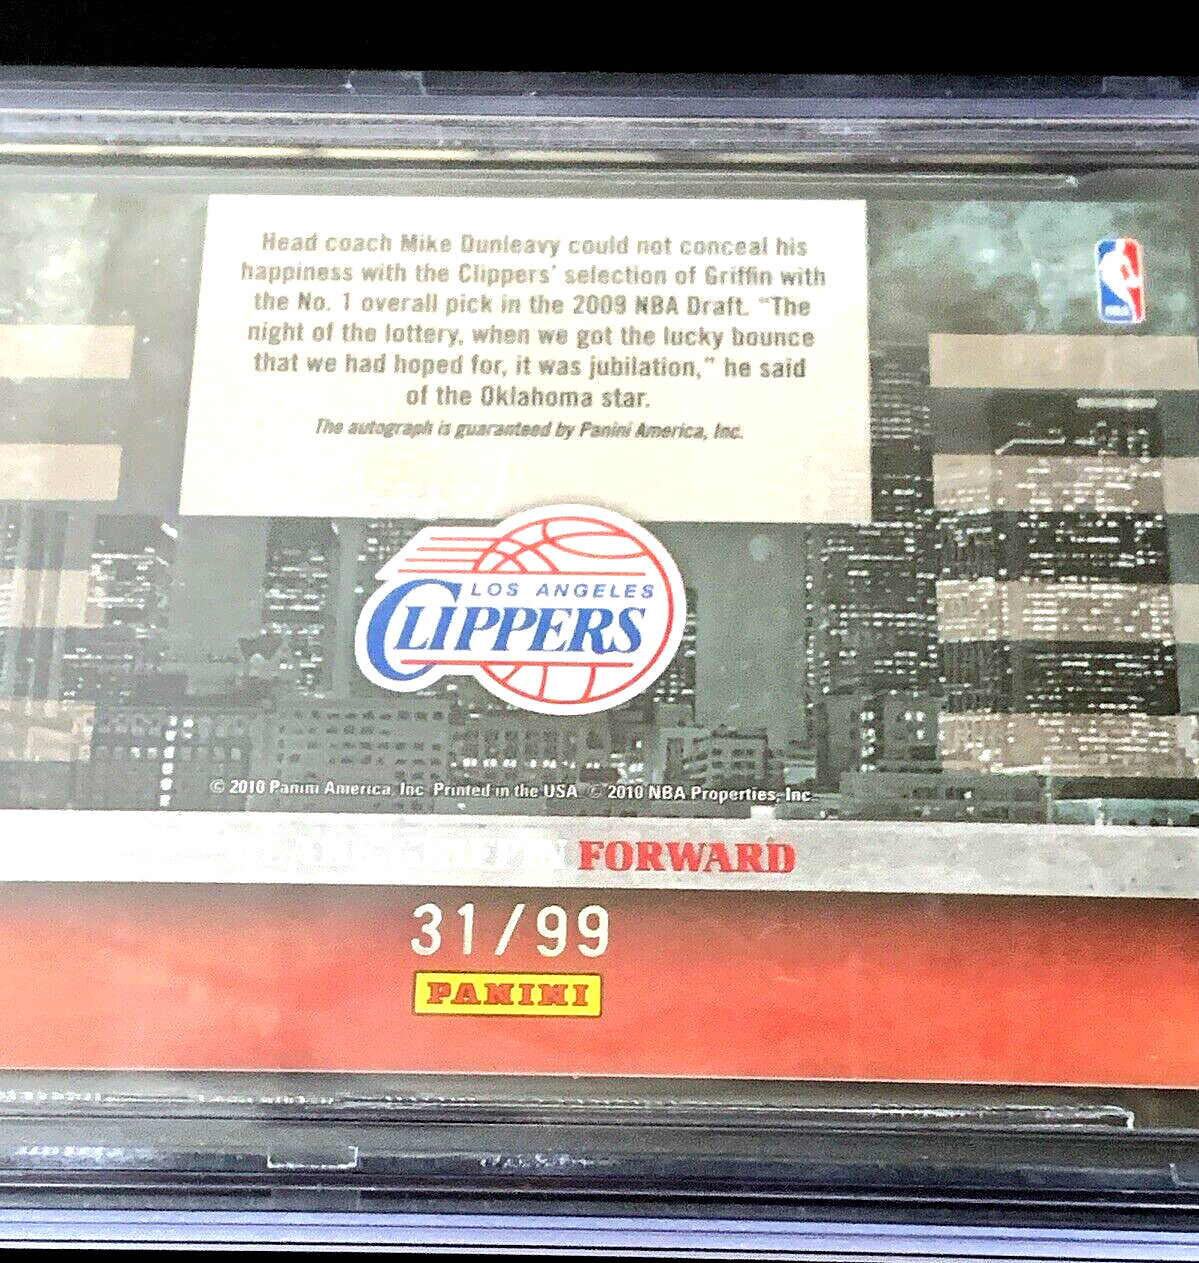 Head coach Mike Dunleavy could not conceal his
happiness with the Clippers' selection of Griffin with
the No. 1 overall pick in the 2009 NBA Draft. "The
night of the lottery, when we got the lucky bounce
that we had hoped for, it was jubilation," he said
of the Oklahoma star.
The autograph is guaranteed by Panini America, Inc.
LOS ANGELES
CLIPPERS
© 2010 Panini America, Inc. Printed in the USA. © 2010 NBA Properties, Inc.
FORWARD
31/99
PANINI